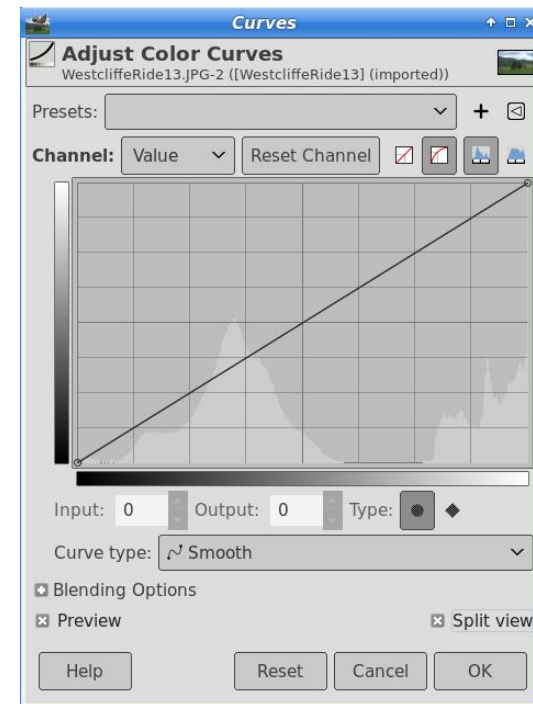 Curves
Adjust Color Curves
WestcliffeRide13.JPG-2 ([WestcliffeRide13] (imported))
Presets:
Channel: Value Reset Channel
Input: 0 Output: 0 Type:
Curve type: Smooth
Blending Options
Preview Split view
Help Reset Cancel OK